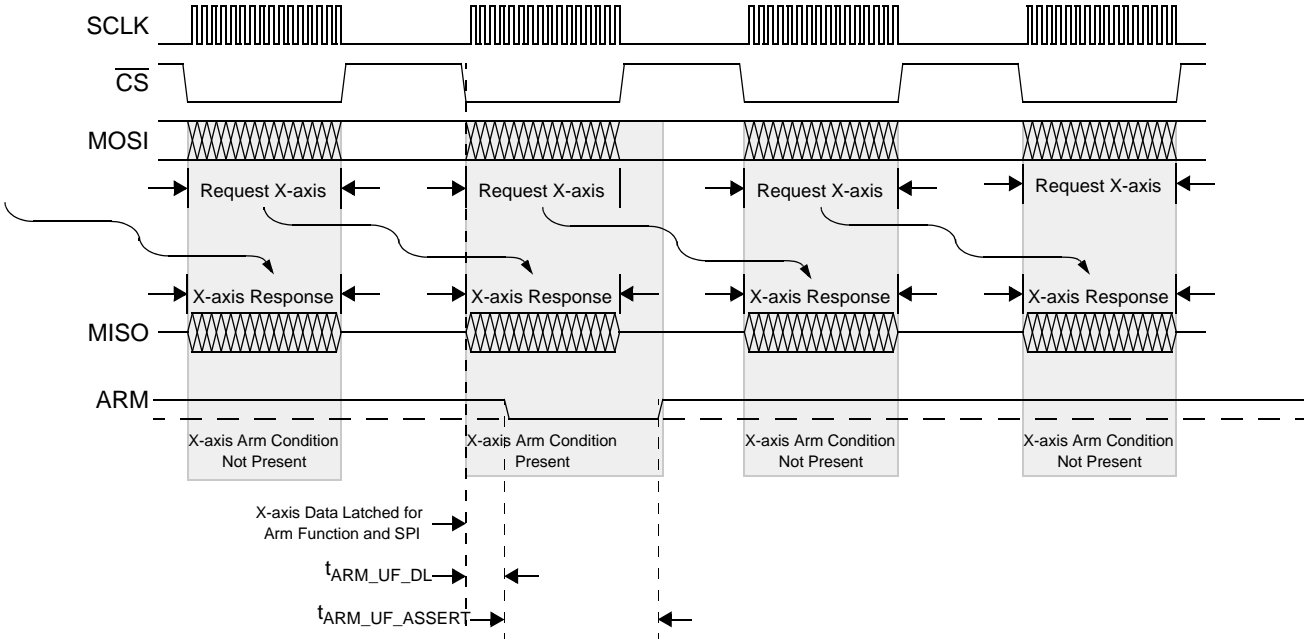 SCLK
CS
MOSI
Request X-axis
Request X-axis
Request X-axis
Request X-axis
X-axis Response
X-axis Response
X-axis Response
X-axis Response
MISO
ARM
X-axis Arm Condition
Not Present
X-axis Arm Condition
Present
X-axis Arm Condition
Not Present
X-axis Arm Condition
Not Present
X-axis Data Latched for
Arm Function and SPI
tARM_UF_DL
tARM_UF_ASSERT